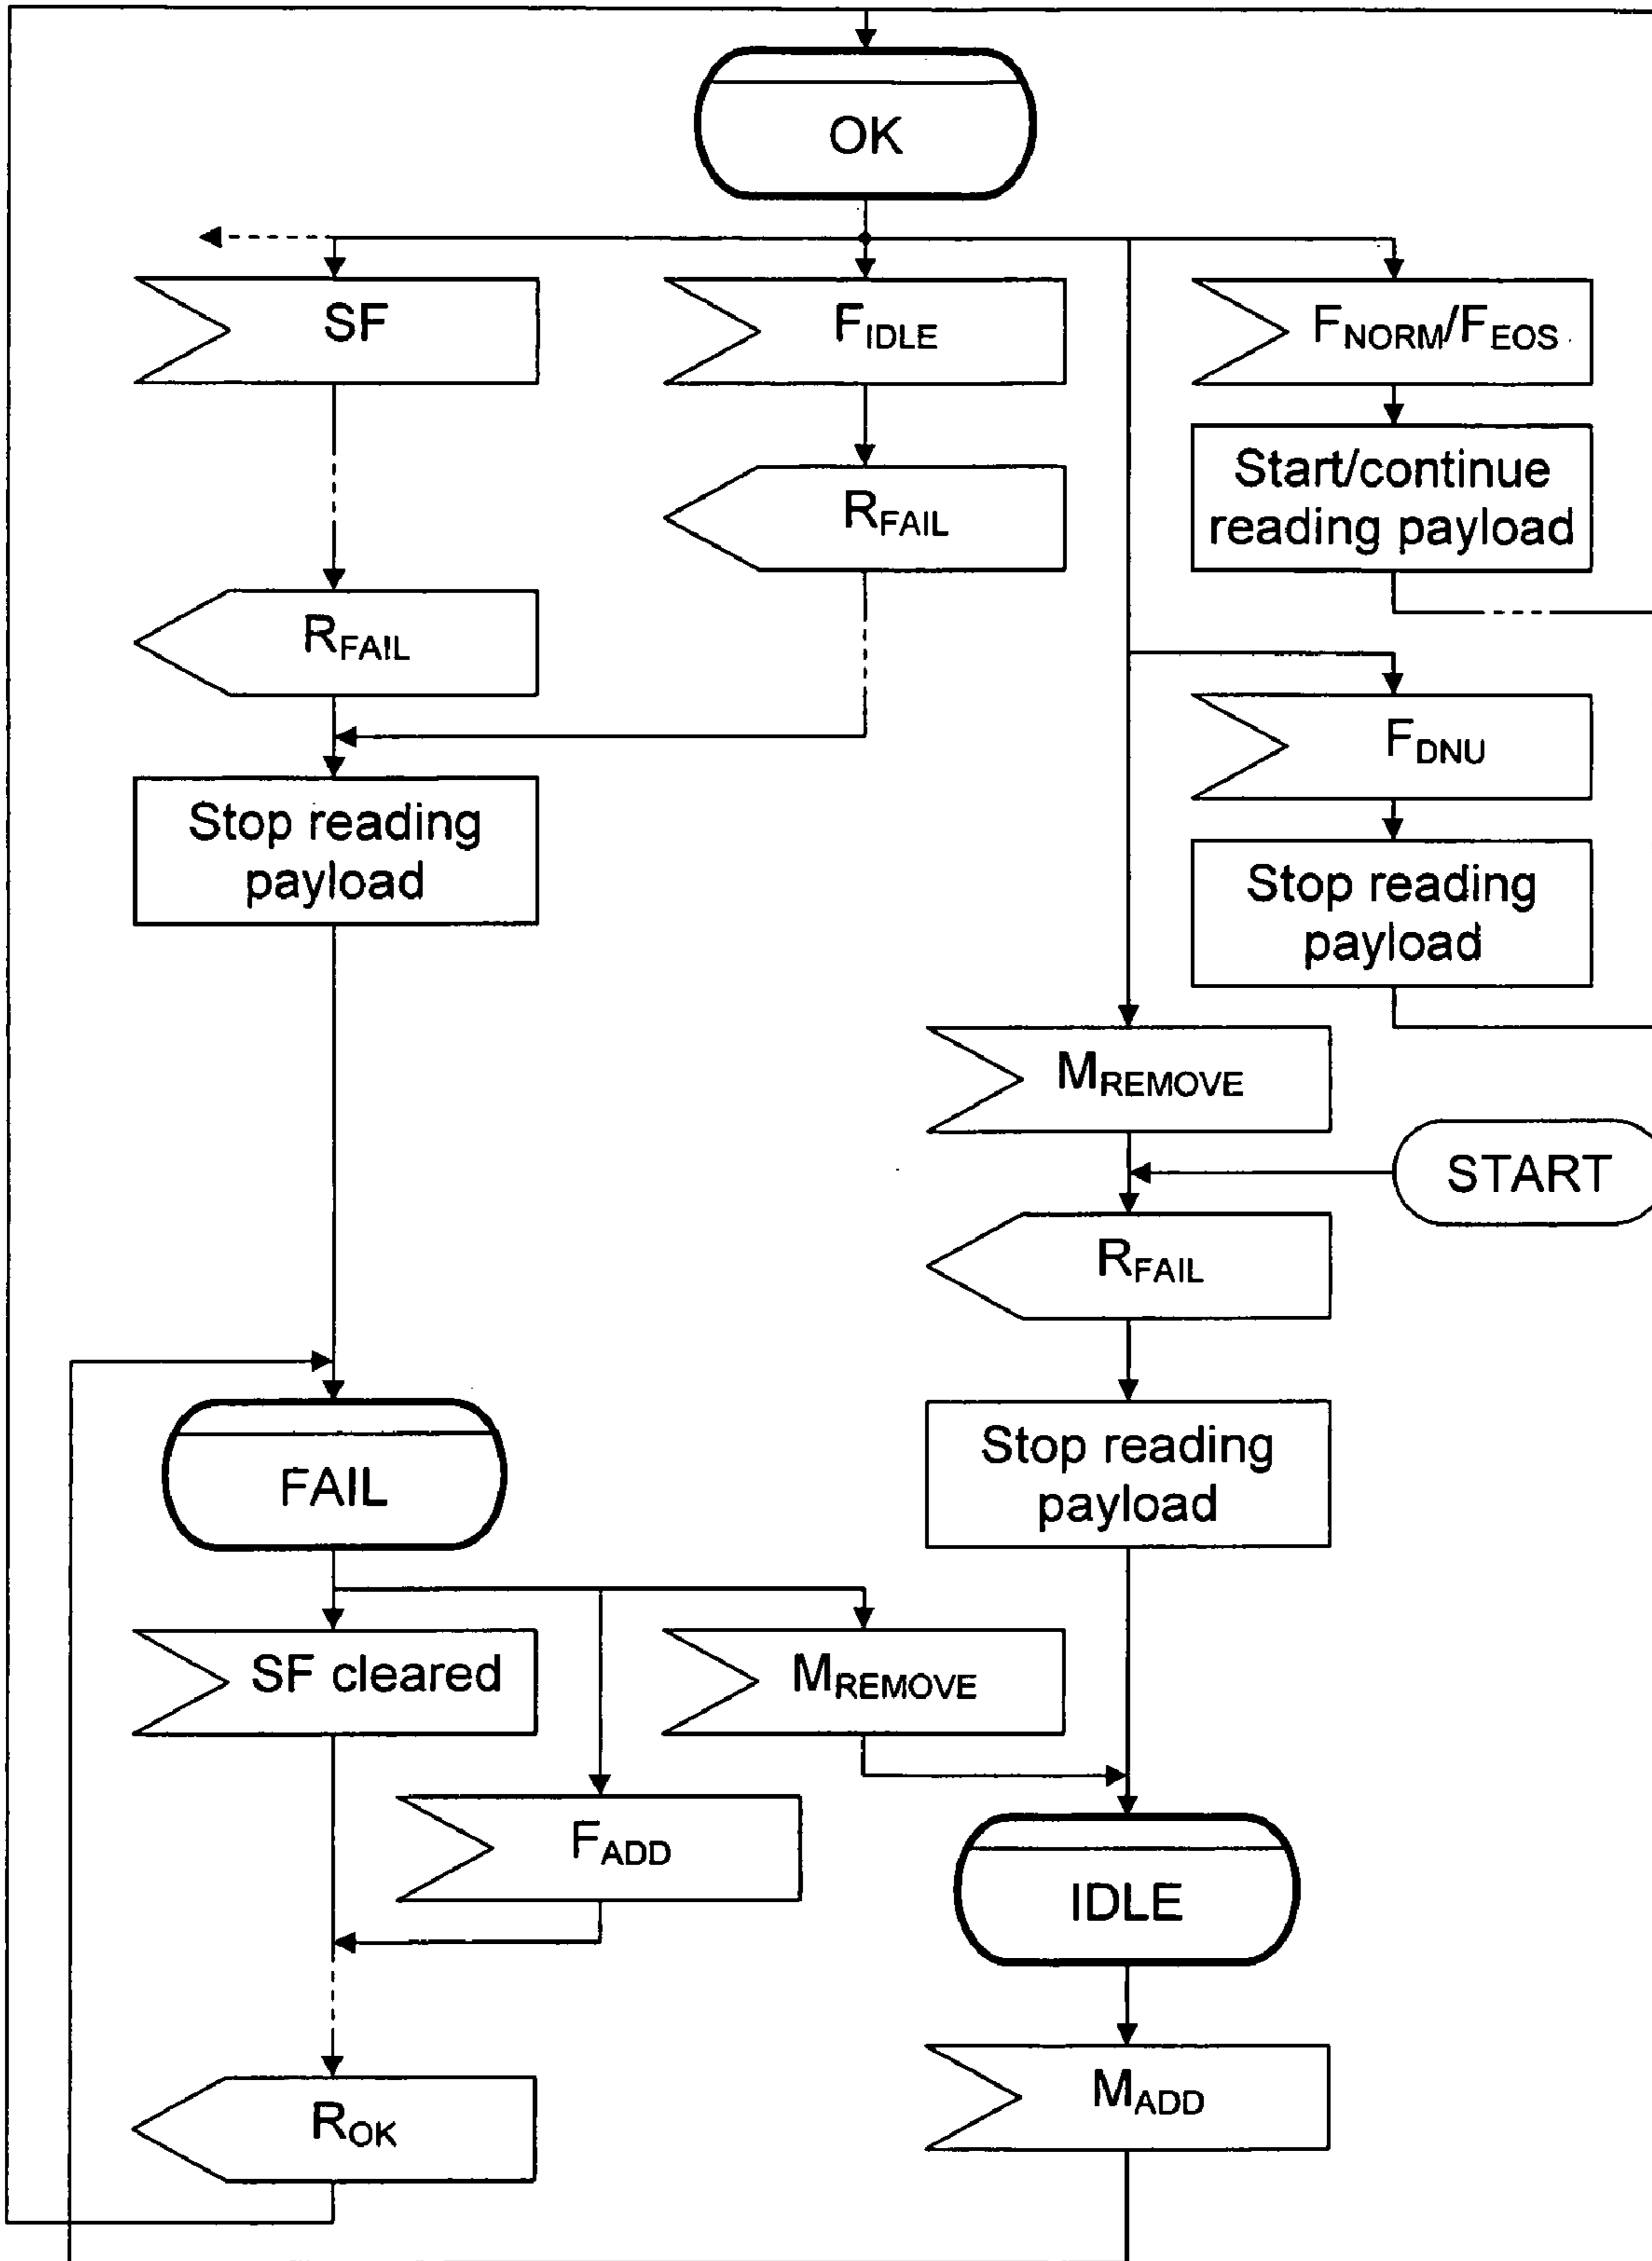 OK
SF
FIDLE
FNORM/FEOS
RFAIL
Start/continue
reading payload
RFAIL
FDNU
Stop reading
payload
Stop reading
payload
MREMOVE
START
RFAIL
Stop reading
payload
FAIL
SF cleared
MREMOVE
FADD
IDLE
MADD
ROK